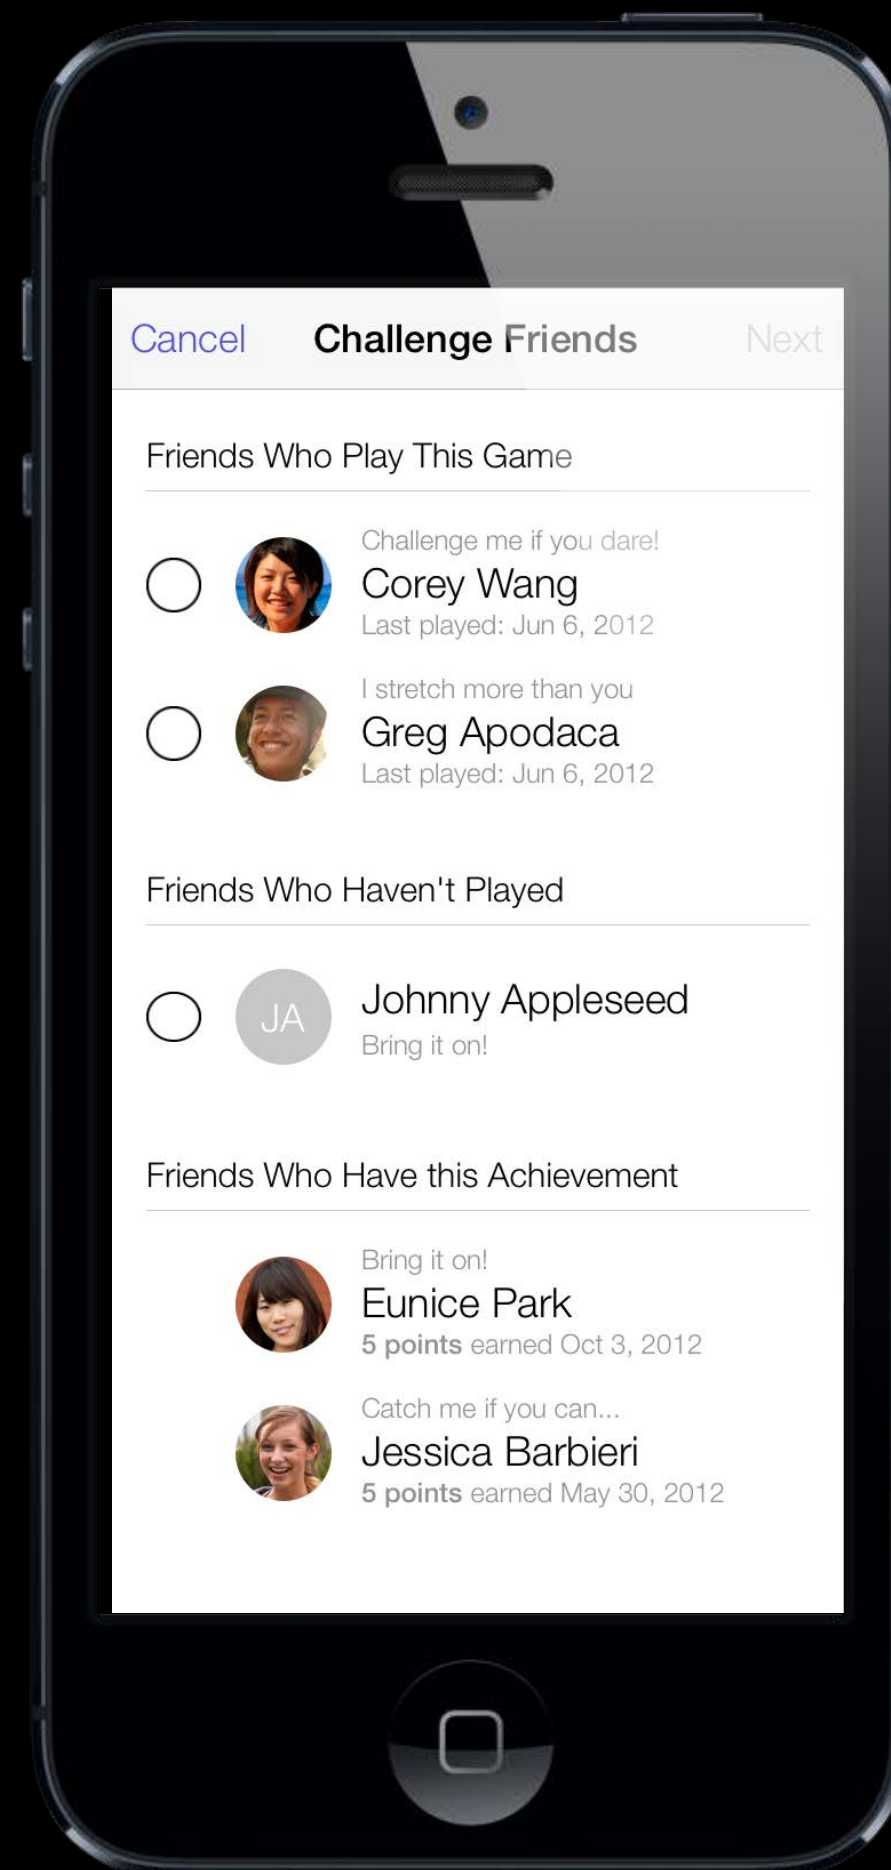 Cancel Challenge Friends Next
Friends Who Play This Game
Challenge me if you dare!
Corey Wang
Last played: Jun 6, 2012
I stretch more than you
Greg Apodaca
Last played: Jun 6, 2012
Friends Who Haven't Played
JA
Johnny Appleseed
Bring it on!
Friends Who Have this Achievement
Bring it on!
Eunice Park
5 points earned Oct 3, 2012
Catch me if you can...
Jessica Barbieri
5 points earned May 30, 2012